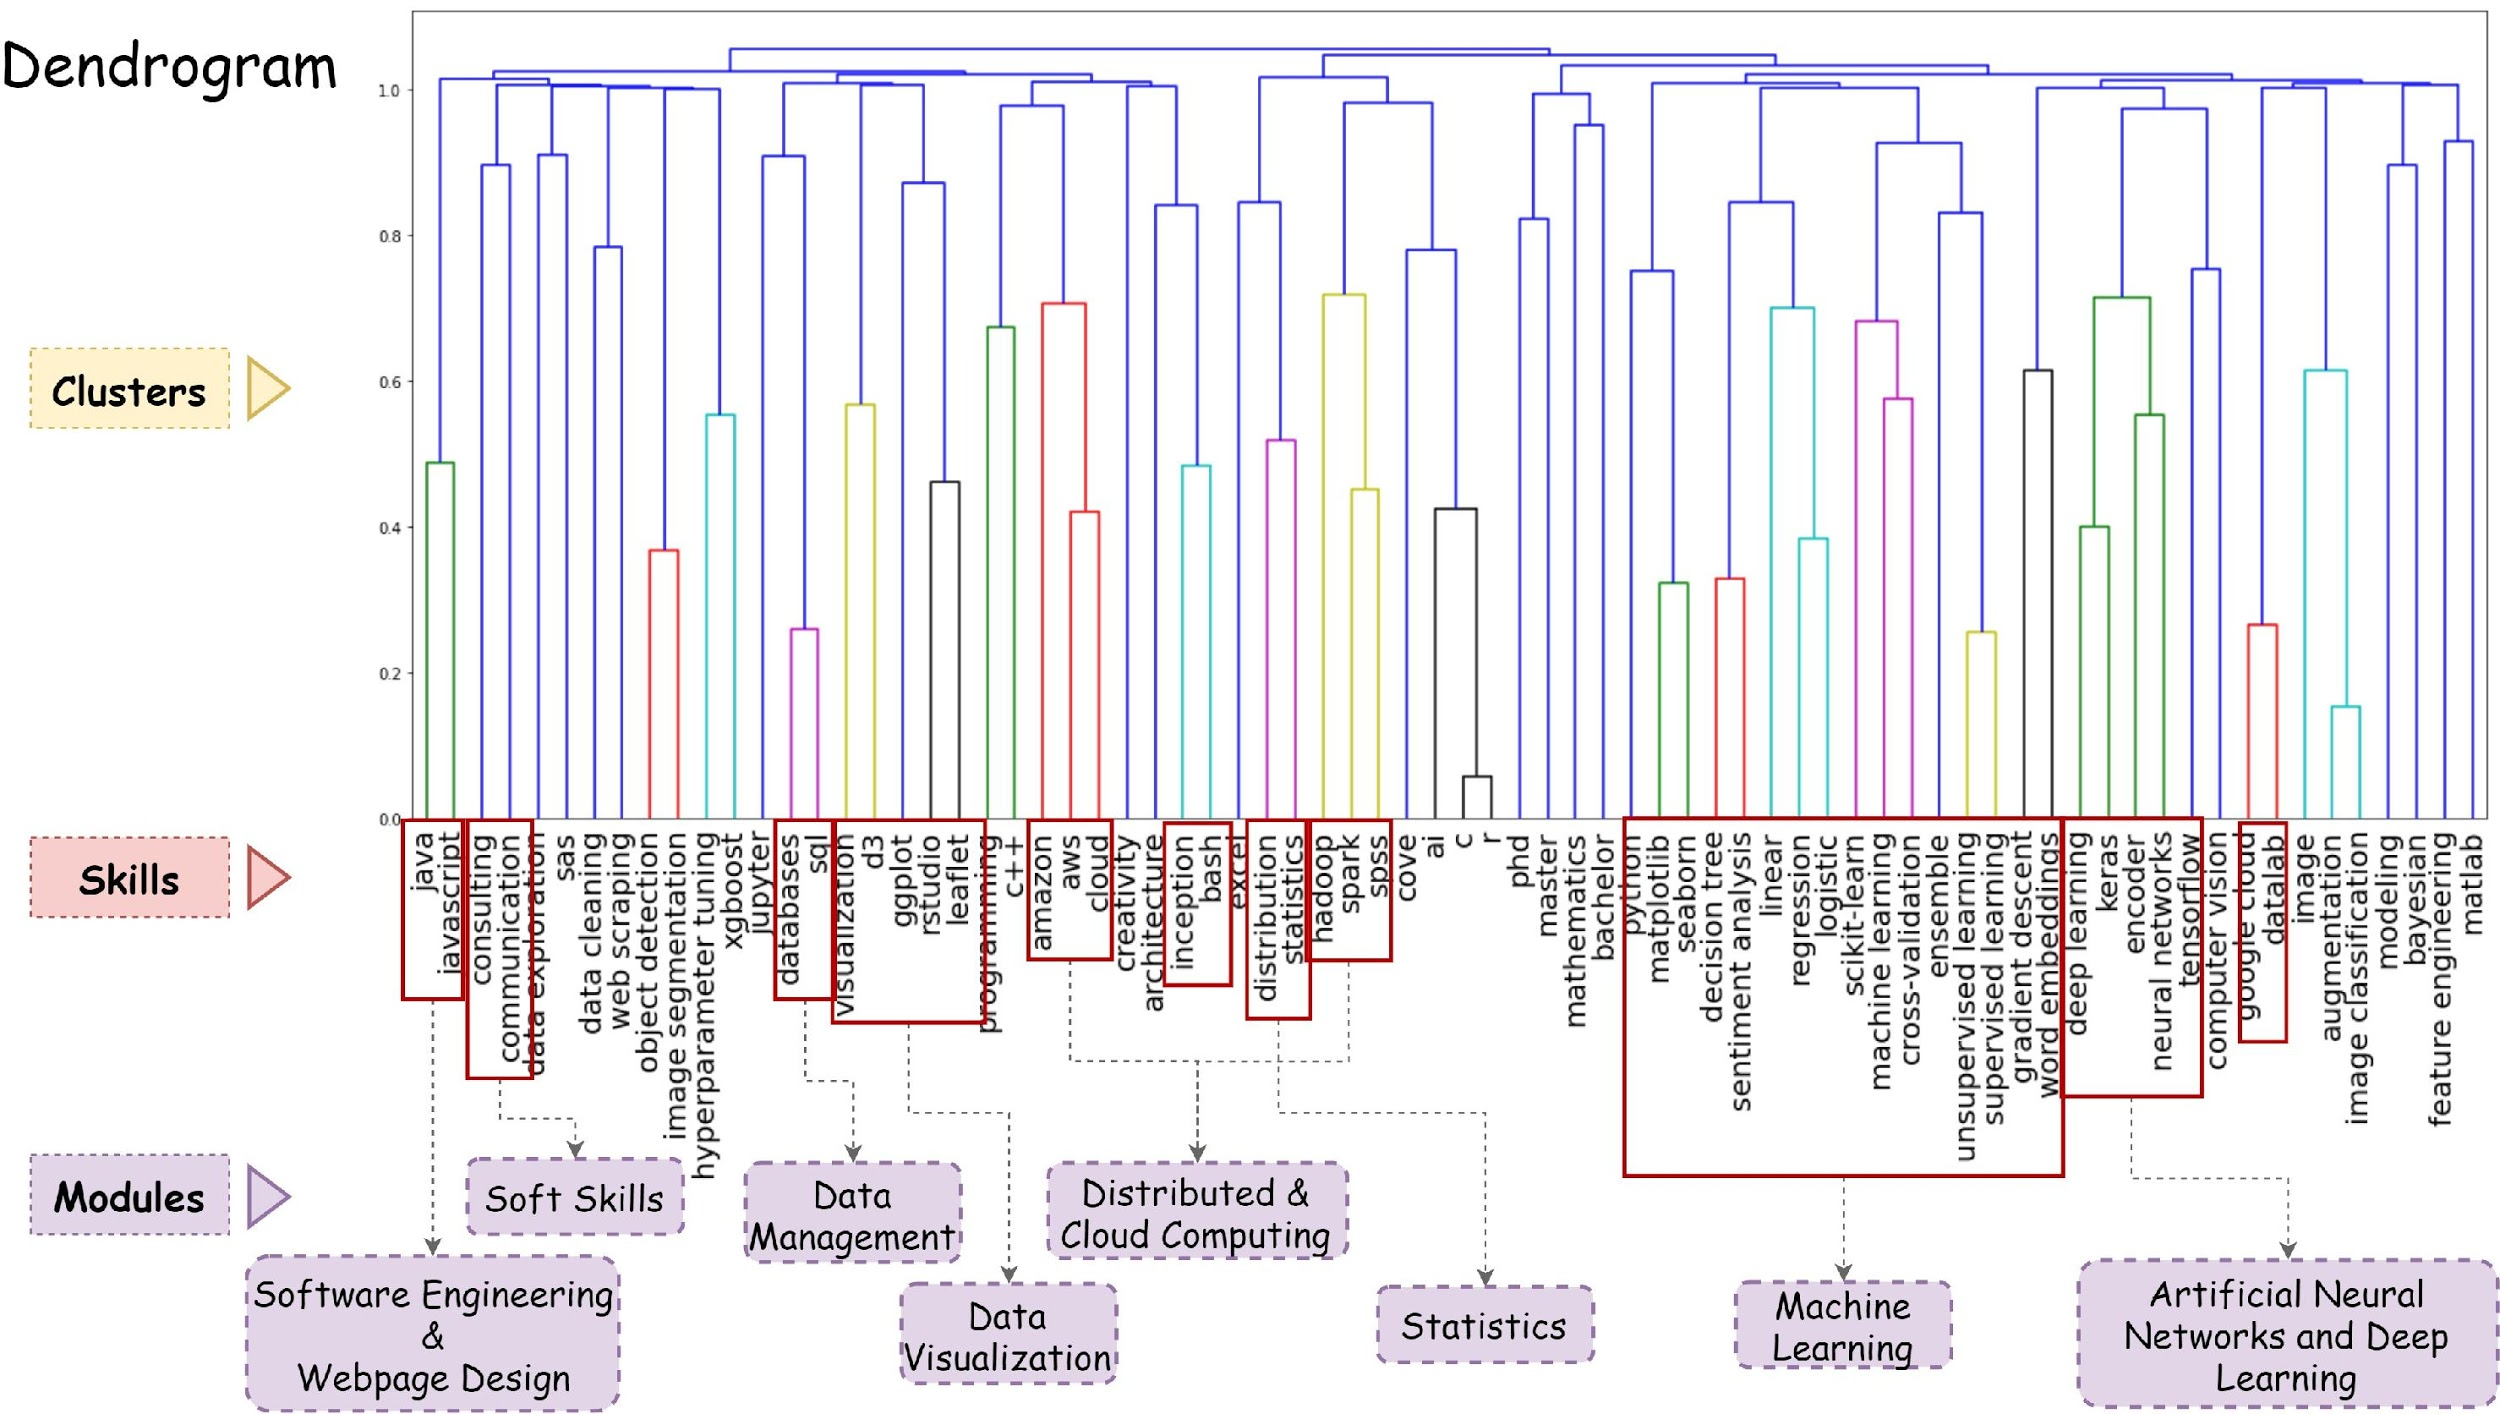 Dendrogram
1.0
0.8
Clusters
0.6
0.4
0.2
0.0
Skills
java
javascript
consuting
communication
data exploration
sas
data cleaning
web scraping
object detection
image segmentation
hyperparameter tuning
xgboost
jupyter
databases
sql
visualization
d3
ggplot
rstudio
leaflet
programming
c++
amazon
aws
cloud
creativity
architecture
inception
bash
excel
distribution
statistics
hadoop
spark
spss
cove
ai
c
r
phd
master
mathematics
bachelor
python
matplotlib
seaborn
decision tree
sentiment analysis
linear
regression
logistic
scikit-learn
machine learning
cross-validation
ensemble
unsupervised learning
supervised learning
gradient descent
word embeddings
deep learning
keras
encoder
neural networks
tensorflow
computer vision
google cloud
datalab
image
augmentation
image classification
modeling
bayesian
feature engineering
matlab
Modules
Soft Skills
Data
Management
Distributed &
Cloud Computing
Software Engineering
&
Webpage Design
Data
Visualization
Statistics
Machine
Learning
Artificial Neural
Networks and Deep
Learning